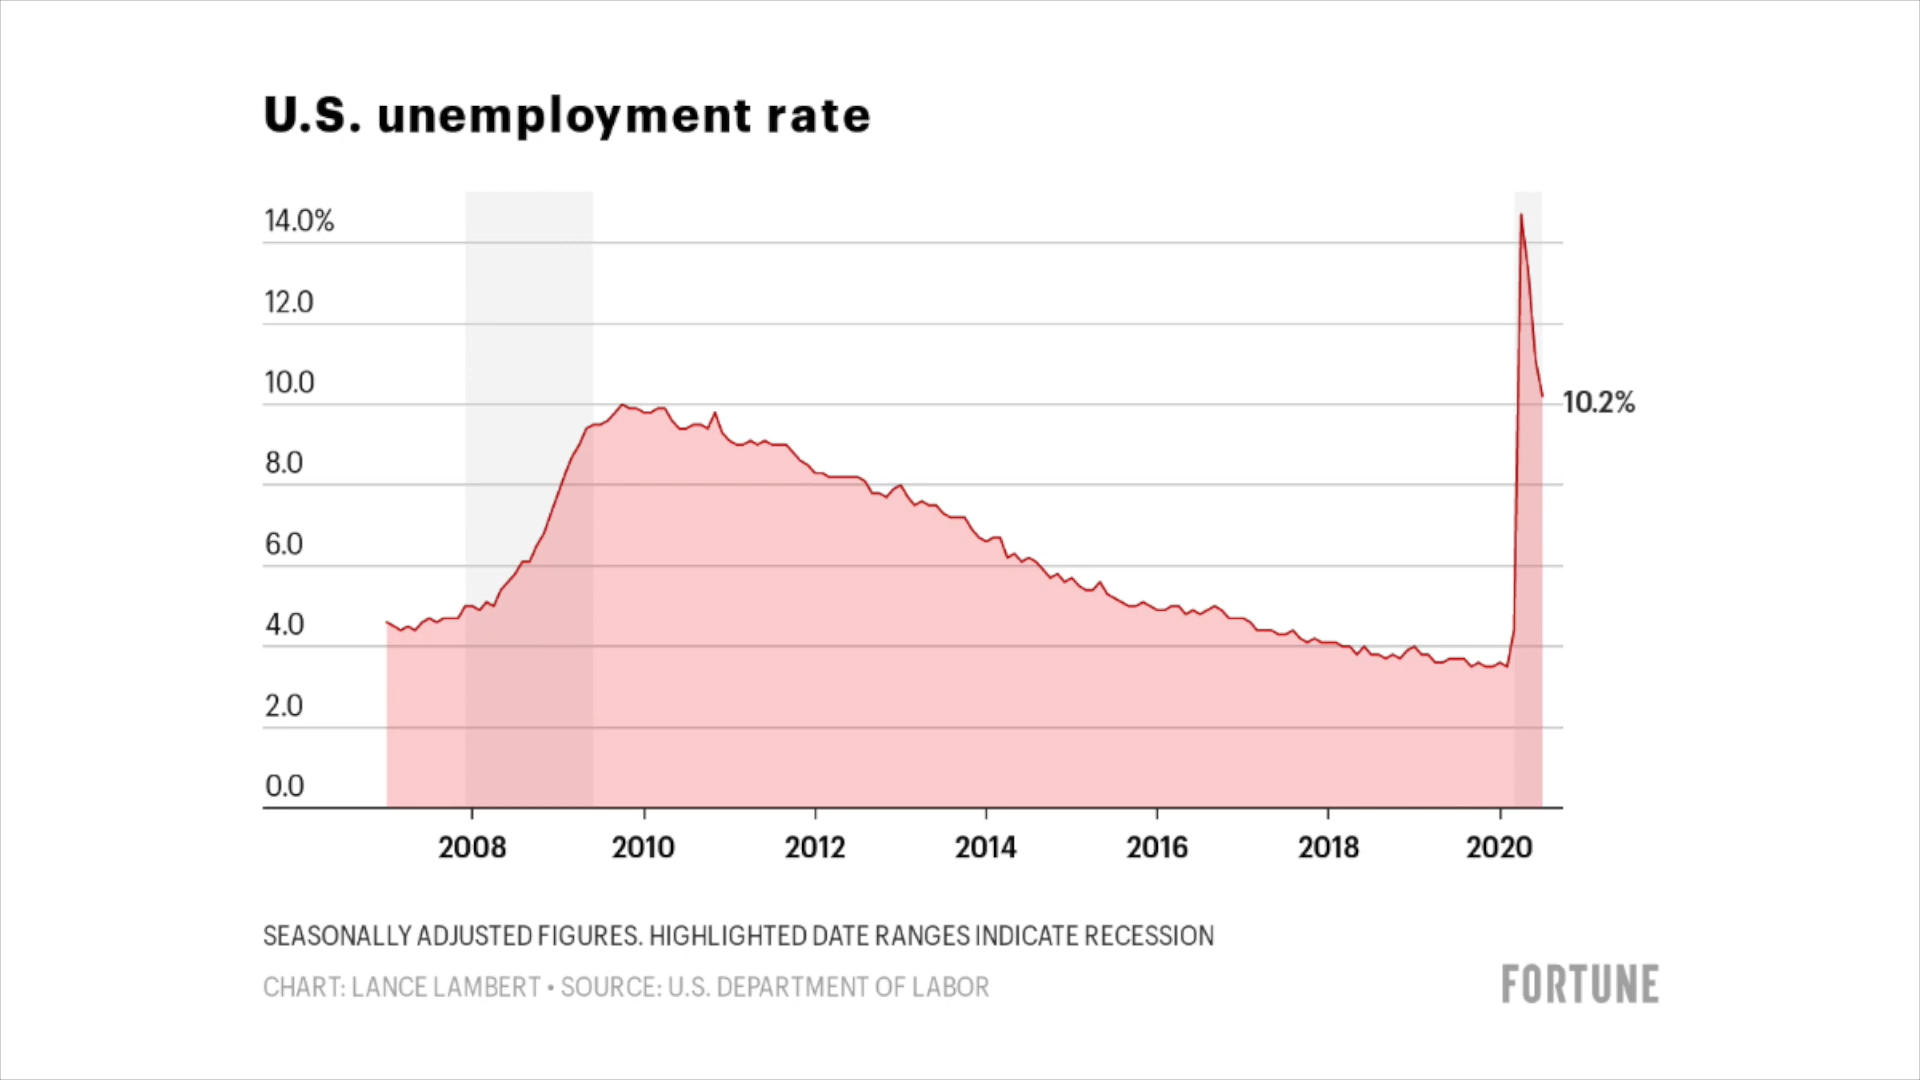 U.S. unemployment rate
14.0%
12.0
10.0
10.2%
8.0
6.0
4.0
2.0
0.0
2008 2010 2012 2014 2016 2018 2020
SEASONALLY ADJUSTED FIGURES. HIGHLIGHTED DATE RANGES INDICATE RECESSION
CHART: LANCE LAMBERT • SOURCE: U.S. DEPARTMENT OF LABOR
FORTUNE